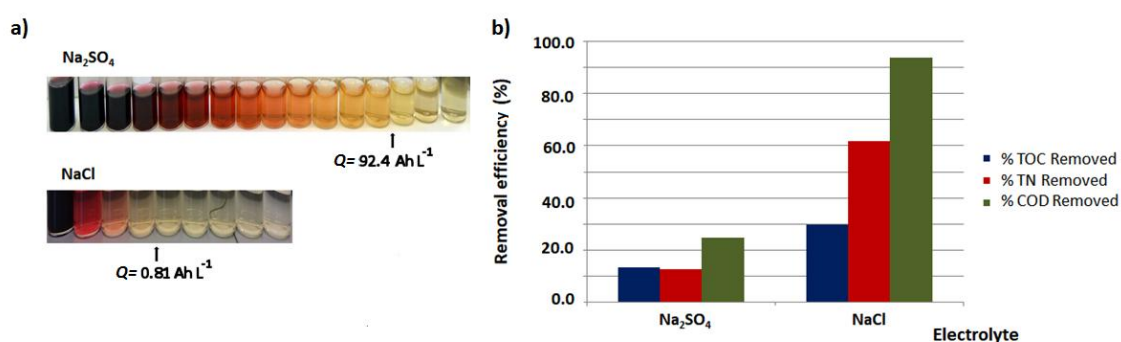 a)
Na₂SO₄
Q= 92.4 Ah L⁻¹
NaCl
Q= 0.81 Ah L⁻¹
b)
Removal efficiency (%)
100.0
80.0
60.0
40.0
20.0
0.0
Na₂SO₄
NaCl
Electrolyte
% TOC Removed
% TN Removed
% COD Removed